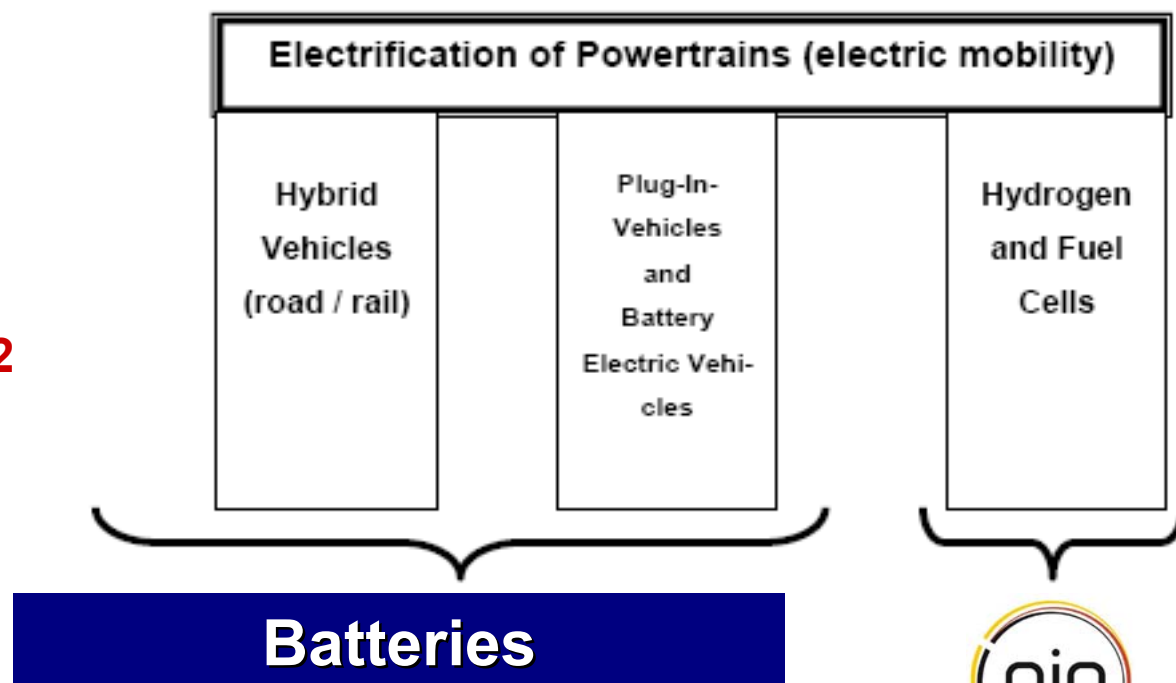 Electrification of Powertrains (electric mobility)
Hybrid
Vehicles
(road / rail)
Plug-In-
Vehicles
and
Battery
Electric Vehi-
cles
Hydrogen
and Fuel
Cells
2
Batteries